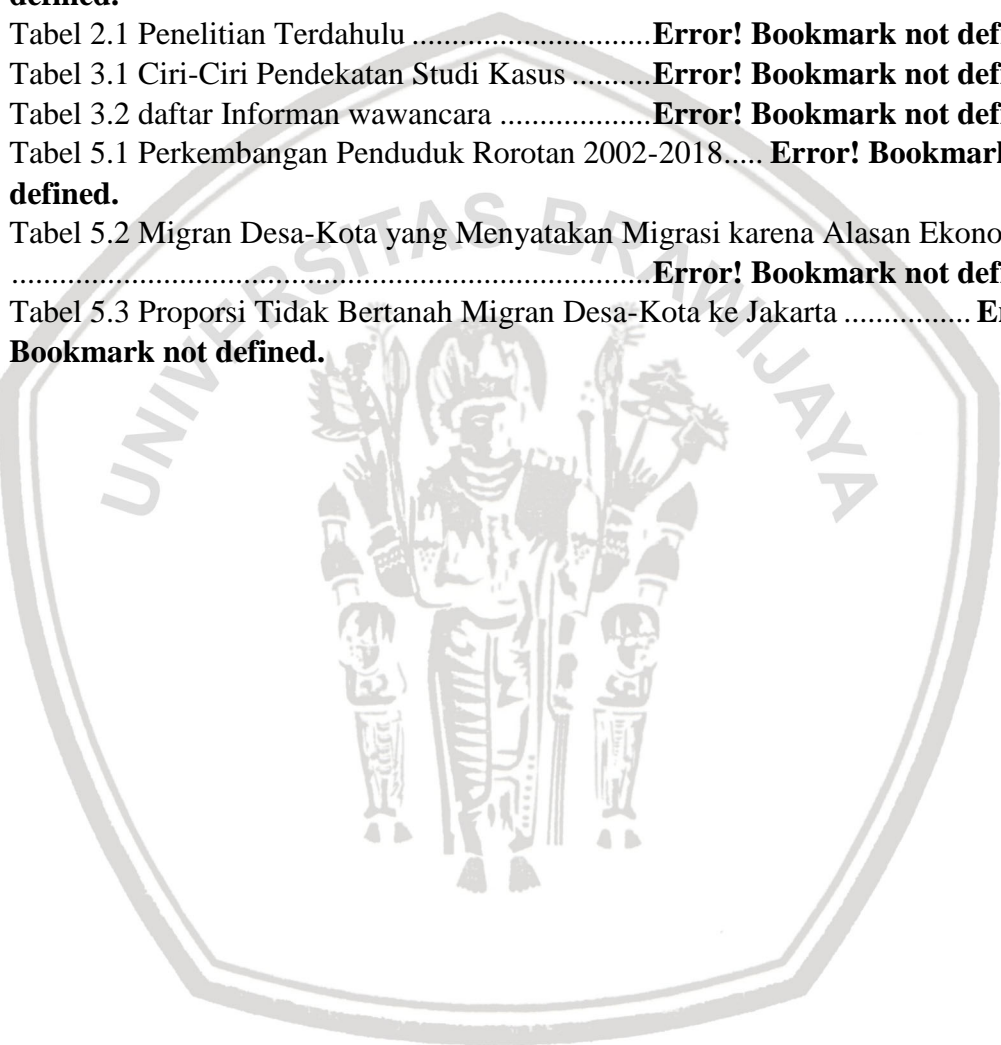 defined.
Tabel 2.1 Penelitian Terdahulu ..............................Error! Bookmark not def
Tabel 3.1 Ciri-Ciri Pendekatan Studi Kasus ..........Error! Bookmark not def
Tabel 3.2 daftar Informan wawancara ...................Error! Bookmark not def
Tabel 5.1 Perkembangan Penduduk Rorotan 2002-2018..... Error! Bookmark
defined.
Tabel 5.2 Migran Desa-Kota yang Menyatakan Migrasi karena Alasan Ekono
................................................................................Error! Bookmark not def
Tabel 5.3 Proporsi Tidak Bertanah Migran Desa-Kota ke Jakarta ................ Er
Bookmark not defined.
UNIVERSITAS BRAWIJAYA